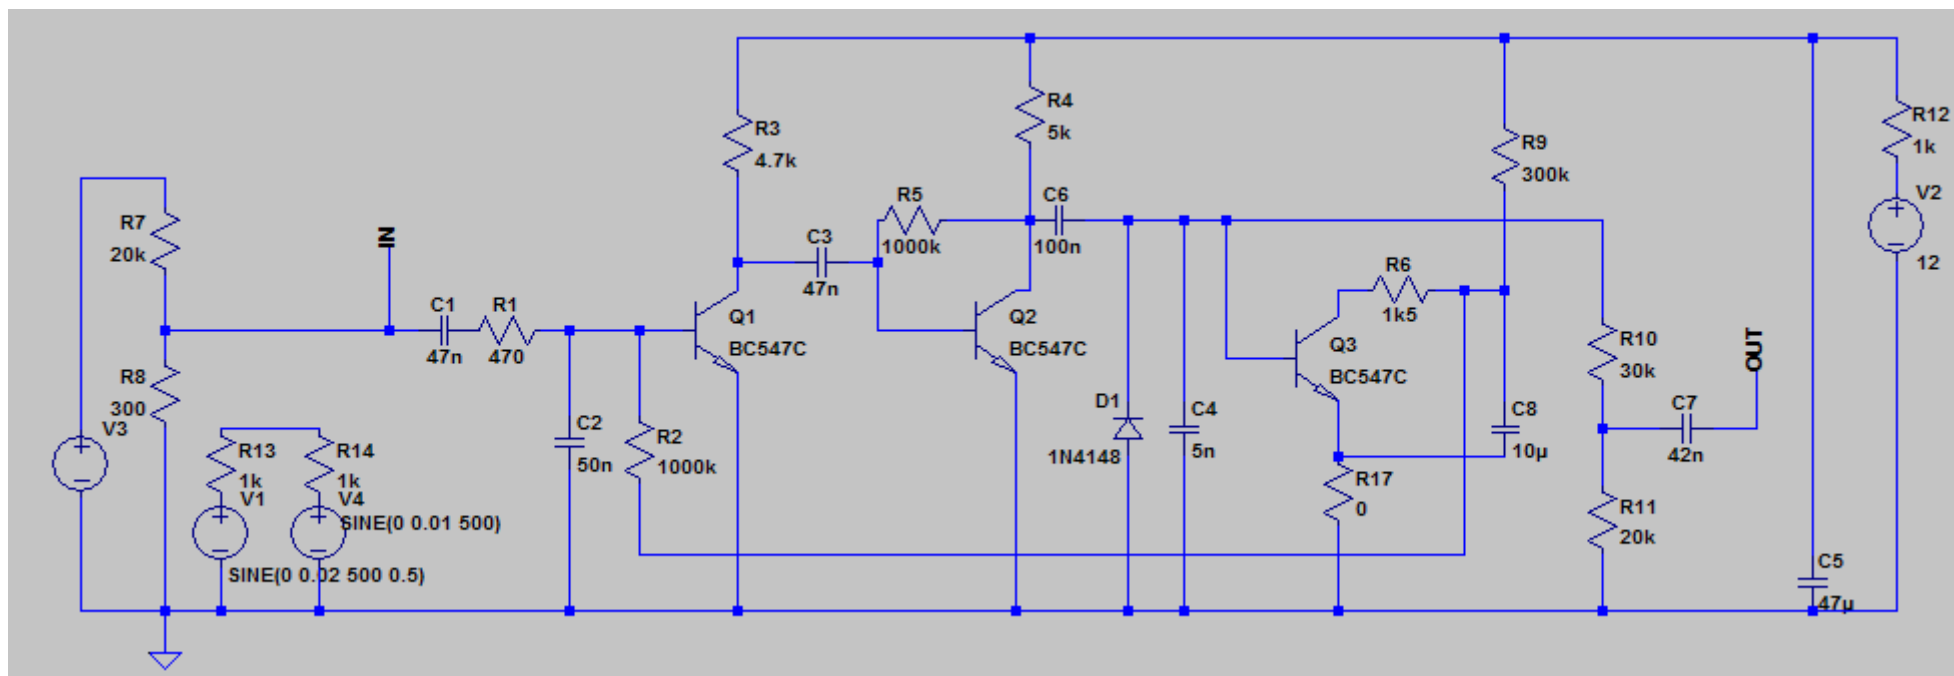 R3
4.7k
R4
5k
R9
300k
R12
1k
V2
12
R7
20k
IN
R5
1000k
C6
100n
C3
47n
R6
1k5
C1
47n
R1
470
Q1
BC547C
Q2
BC547C
Q3
BC547C
R10
30k
OUT
R8
300
V3
R13
1k
V1
R14
1k
V4
SINE(0 0.01 500)
SINE(0 0.02 500 0.5)
C2
50n
R2
1000k
D1
1N4148
C4
5n
C8
10µ
C7
42n
R17
0
R11
20k
C5
47µ